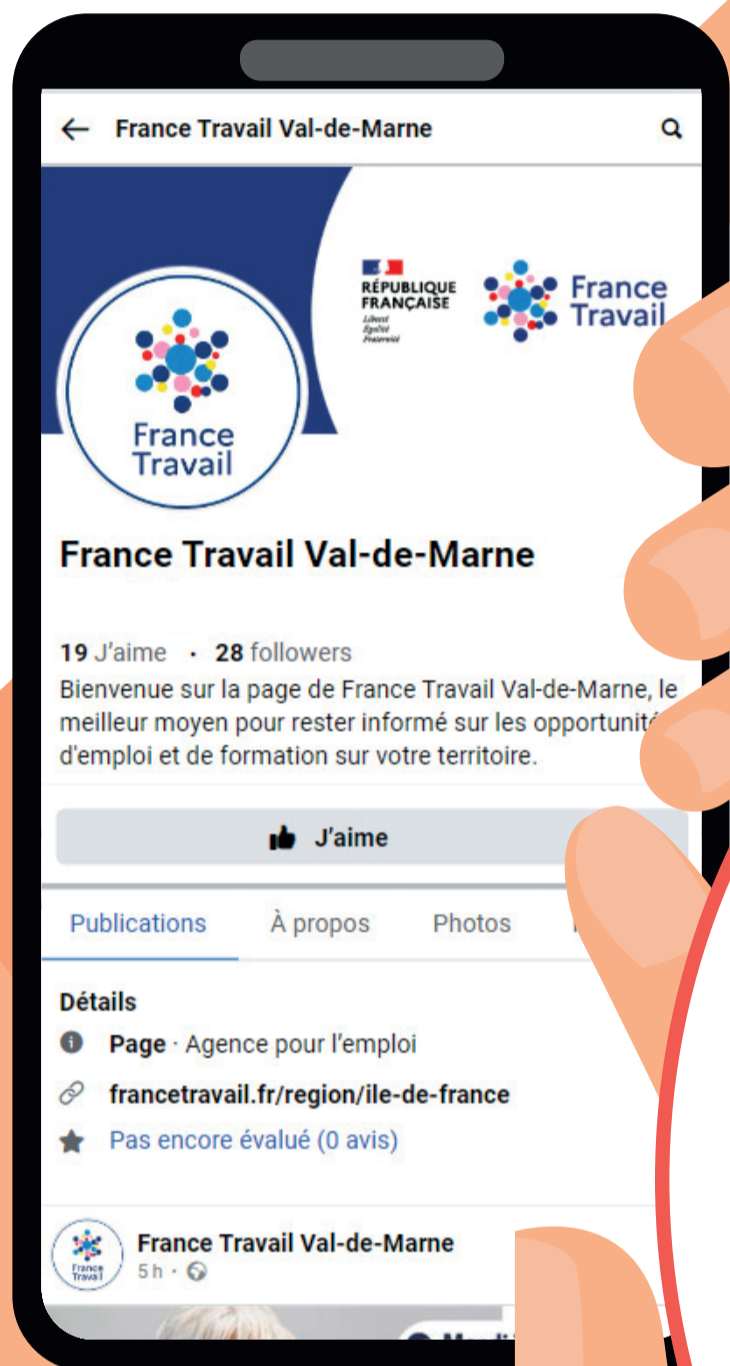 France Travail Val-de-Marne
RÉPUBLIQUE
FRANÇAISE
Liberté
Égalité
Fraternité
France
Travail
France
Travail
France Travail Val-de-Marne
19 J'aime · 28 followers
Bienvenue sur la page de France Travail Val-de-Marne, le
meilleur moyen pour rester informé sur les opportunité
d'emploi et de formation sur votre territoire.
J'aime
Publications À propos Photos
Détails
Page · Agence pour l'emploi
francetravail.fr/region/ile-de-france
Pas encore évalué (0 avis)
France Travail Val-de-Marne
France
Travail
5 h ·